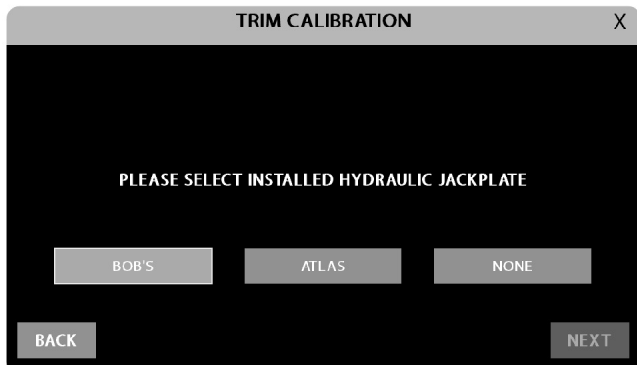 TRIM CALIBRATION X
PLEASE SELECT INSTALLED HYDRAULIC JACKPLATE
BOB'S ATLAS NONE
BACK NEXT